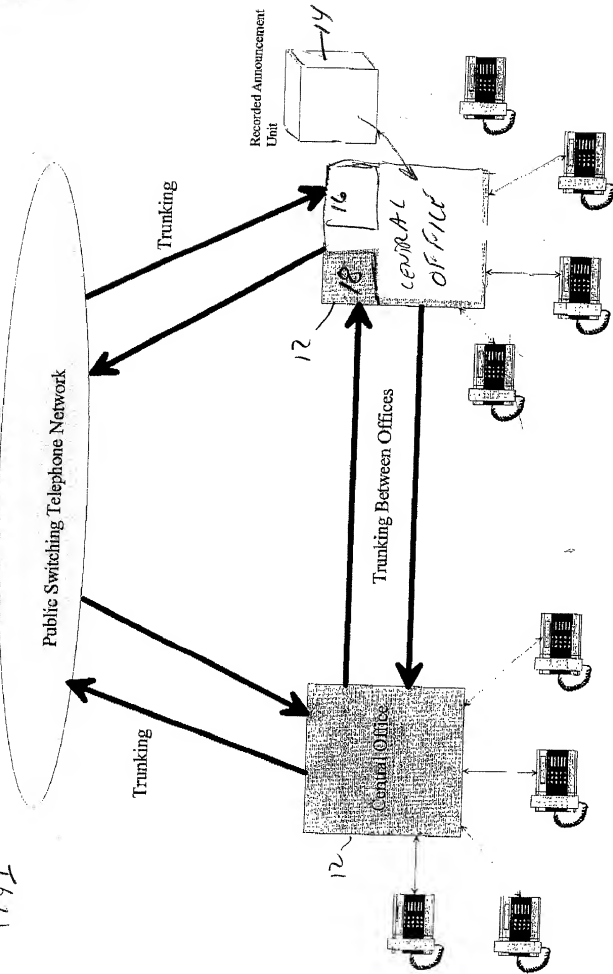 Public Switching Telephone Network
Trunking
Trunking
Recorded Announcement
Unit
14
12
18
16
CENTRAL
OFFICE
Trunking Between Offices
12
Central Office